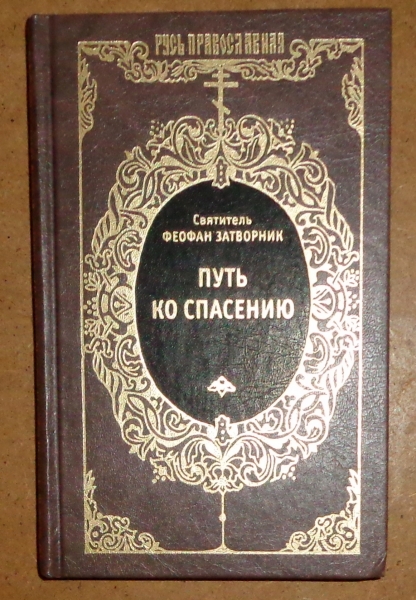 РУСЬ ПРАВОСЛАВНАЯ
Святитель
ФЕОФАН ЗАТВОРНИК
ПУТЬ
КО СПАСЕНИЮ